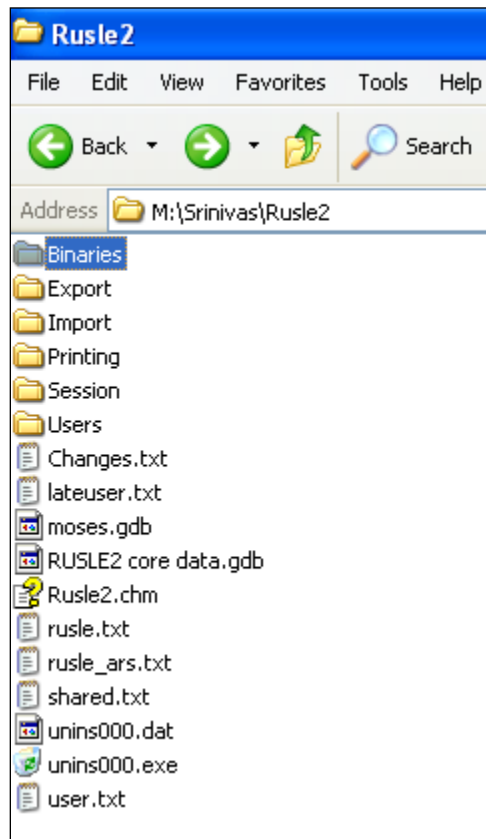 Rusle2
File Edit View Favorites Tools Help
Back Search
Address M:\Srinivas\Rusle2
Binaries
Export
Import
Printing
Session
Users
Changes.txt
lateuser.txt
moses.gdb
RUSLE2 core data.gdb
Rusle2.chm
rusle.txt
rusle_ars.txt
shared.txt
unins000.dat
unins000.exe
user.txt